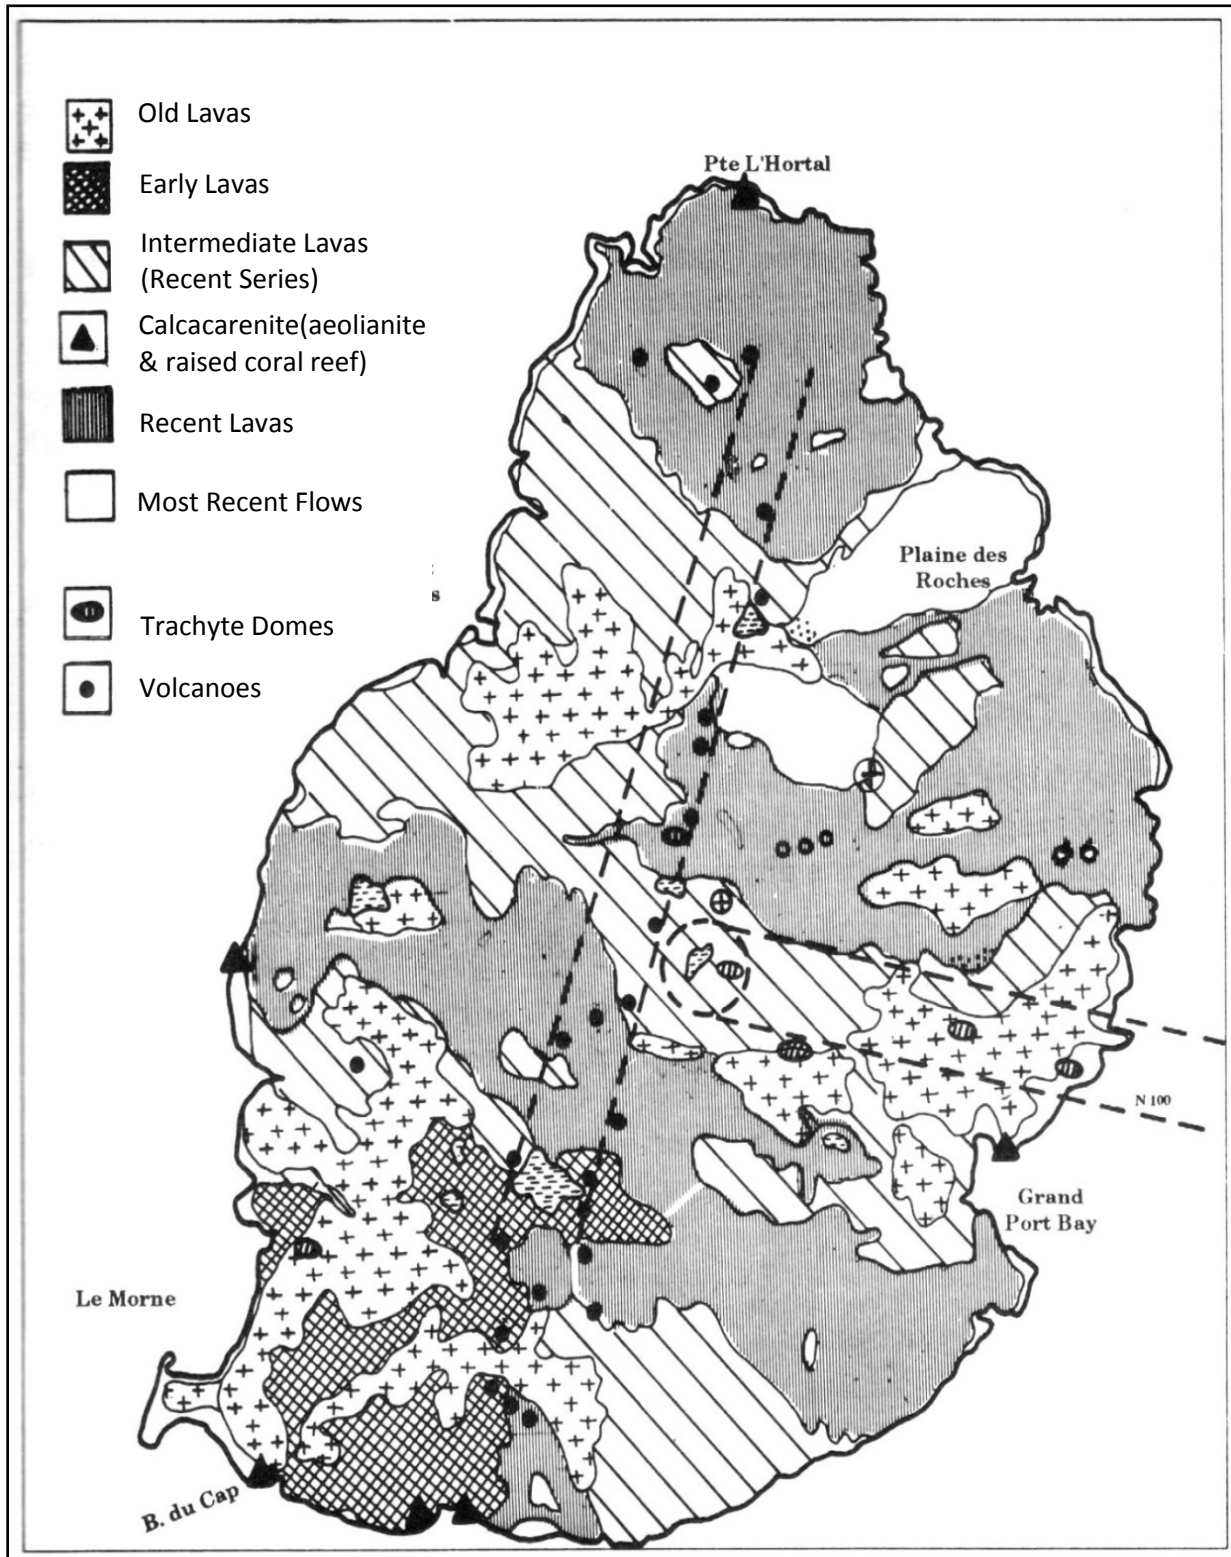 Old Lavas
Early Lavas
Intermediate Lavas
(Recent Series)
Calcacarenite(aeolianite
& raised coral reef)
Recent Lavas
Most Recent Flows
Trachyte Domes
Volcanoes
Pte L'Hortal
Plaine des
Roches
s
N 100
Grand
Port Bay
Le Morne
B. du Cap